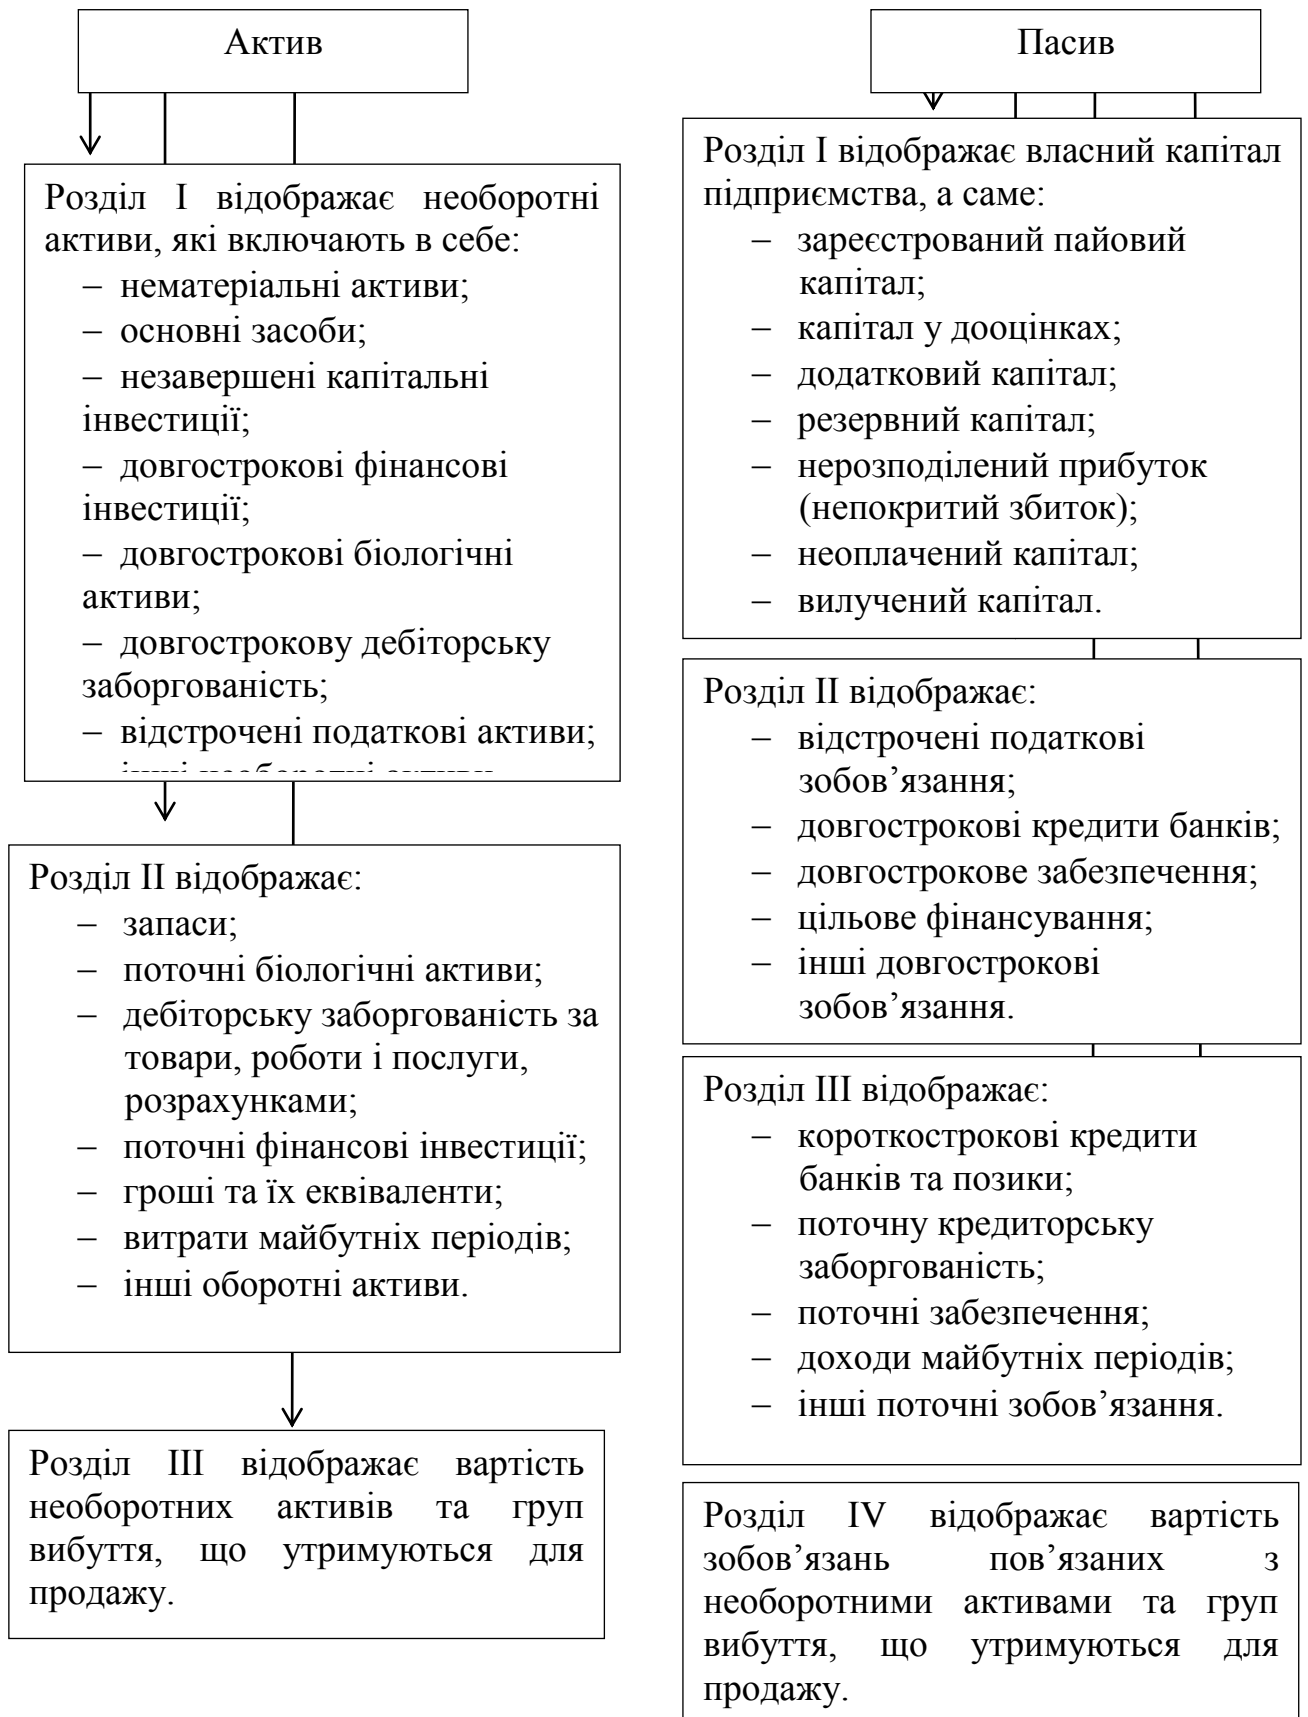 Актив
Розділ І відображає необоротні
активи, які включають в себе:
− нематеріальні активи;
− основні засоби;
− незавершені капітальні
інвестиції;
− довгострокові фінансові
інвестиції;
− довгострокові біологічні
активи;
− довгострокову дебіторську
заборгованість;
− відстрочені податкові активи;
Розділ ІІ відображає:
− запаси;
− поточні біологічні активи;
− дебіторську заборгованість за
товари, роботи і послуги,
розрахунками;
− поточні фінансові інвестиції;
− гроші та їх еквіваленти;
− витрати майбутніх періодів;
− інші оборотні активи.
Розділ ІІІ відображає вартість
необоротних активів та груп
вибуття, що утримуються для
продажу.
Пасив
Розділ І відображає власний капітал
підприємства, а саме:
− зареєстрований пайовий
капітал;
− капітал у дооцінках;
− додатковий капітал;
− резервний капітал;
− нерозподілений прибуток
(непокритий збиток);
− неоплачений капітал;
− вилучений капітал.
Розділ ІІ відображає:
− відстрочені податкові
зобов’язання;
− довгострокові кредити банків;
− довгострокове забезпечення;
− цільове фінансування;
− інші довгострокові
зобов’язання.
Розділ ІІІ відображає:
− короткострокові кредити
банків та позики;
− поточну кредиторську
заборгованість;
− поточні забезпечення;
− доходи майбутніх періодів;
− інші поточні зобов’язання.
Розділ IV відображає вартість
зобов’язань пов’язаних з
необоротними активами та груп
вибуття, що утримуються для
продажу.